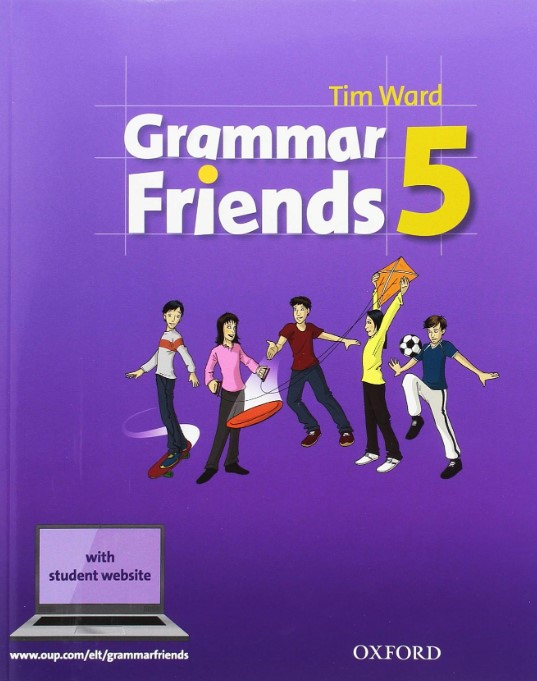 Tim Ward
Grammar
Friends 5
with
student website
www.oup.com/elt/grammarfriends
OXFORD